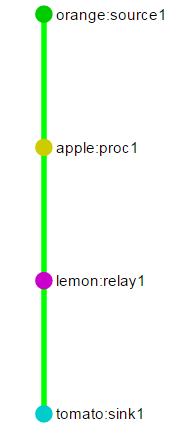 orange:source1
apple:proc1
lemon:relay1
tomato:sink1